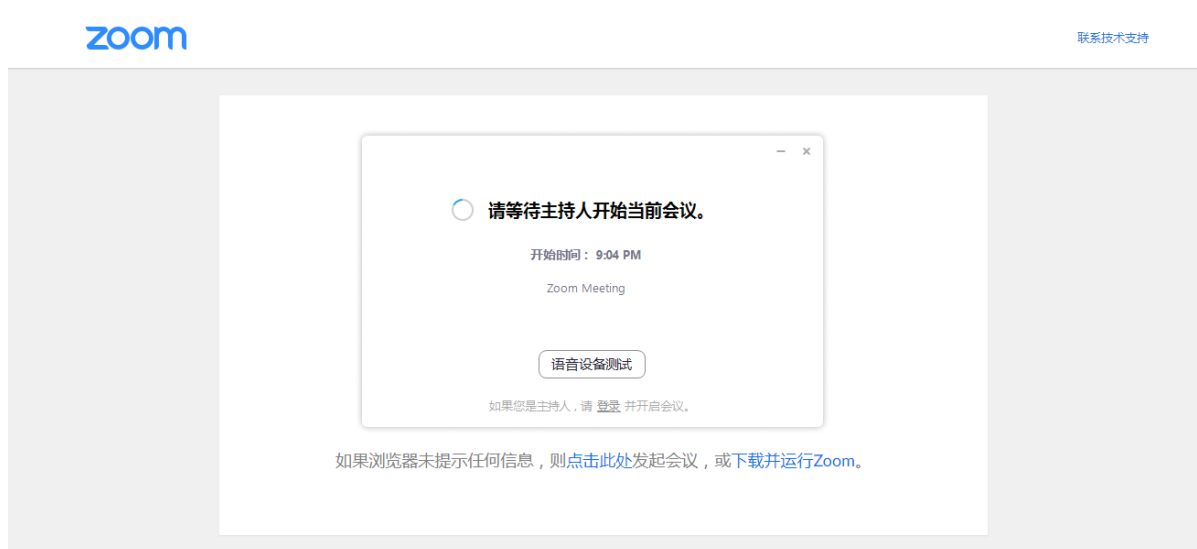 zoom
联系技术支持
请等待主持人开始当前会议。
开始时间： 9:04 PM
Zoom Meeting
语音设备测试
如果您是主持人，请 登录 并开启会议。
如果浏览器未提示任何信息，则点击此处发起会议，或下载并运行Zoom。